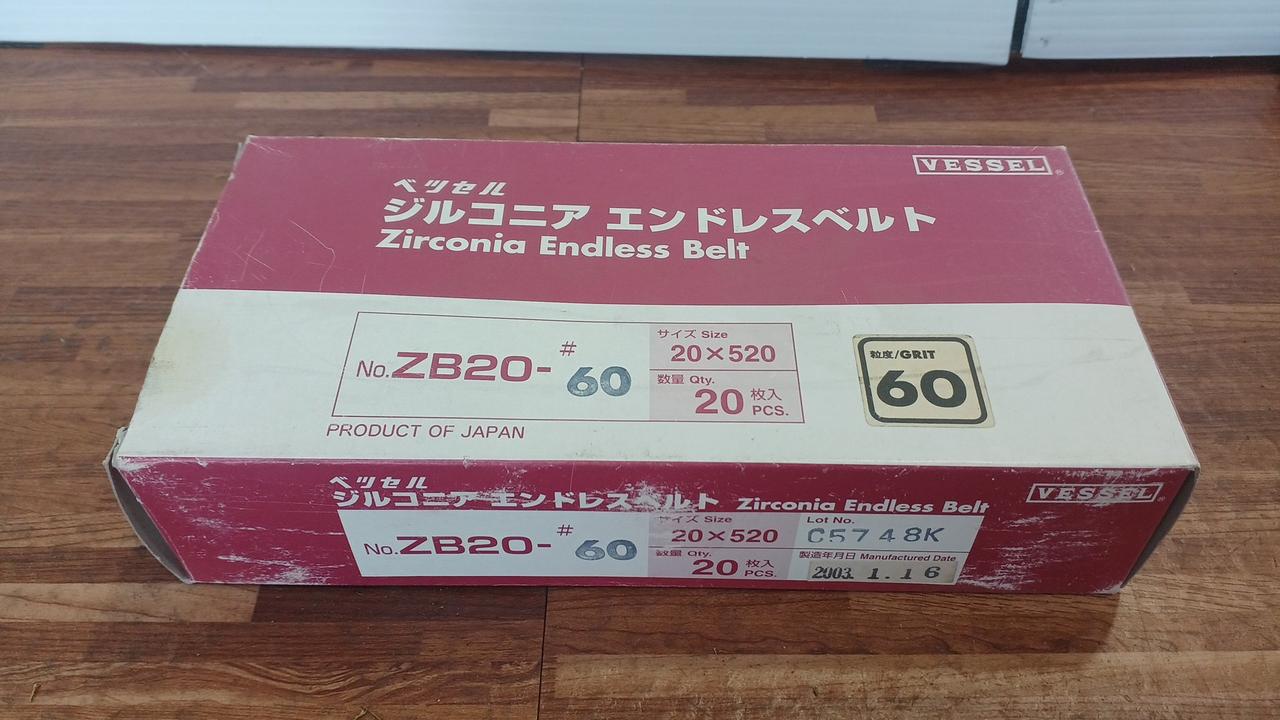 VESSEL®
ベッセル
ジルコニア エンドレスベルト
Zirconia Endless Belt
No.ZB20-#60
サイズ Size
20×520
数量 Qty.
20枚入 PCS.
粒度/GRIT
60
PRODUCT OF JAPAN
ベッセル
ジルコニア エンドレスベルト Zirconia Endless Belt
VESSEL®
No.ZB20-#60
サイズ Size
20×520
数量 Qty.
20枚入 PCS.
Lot No.
C5748K
製造年月日 Manufactured Date
2003. 1. 16